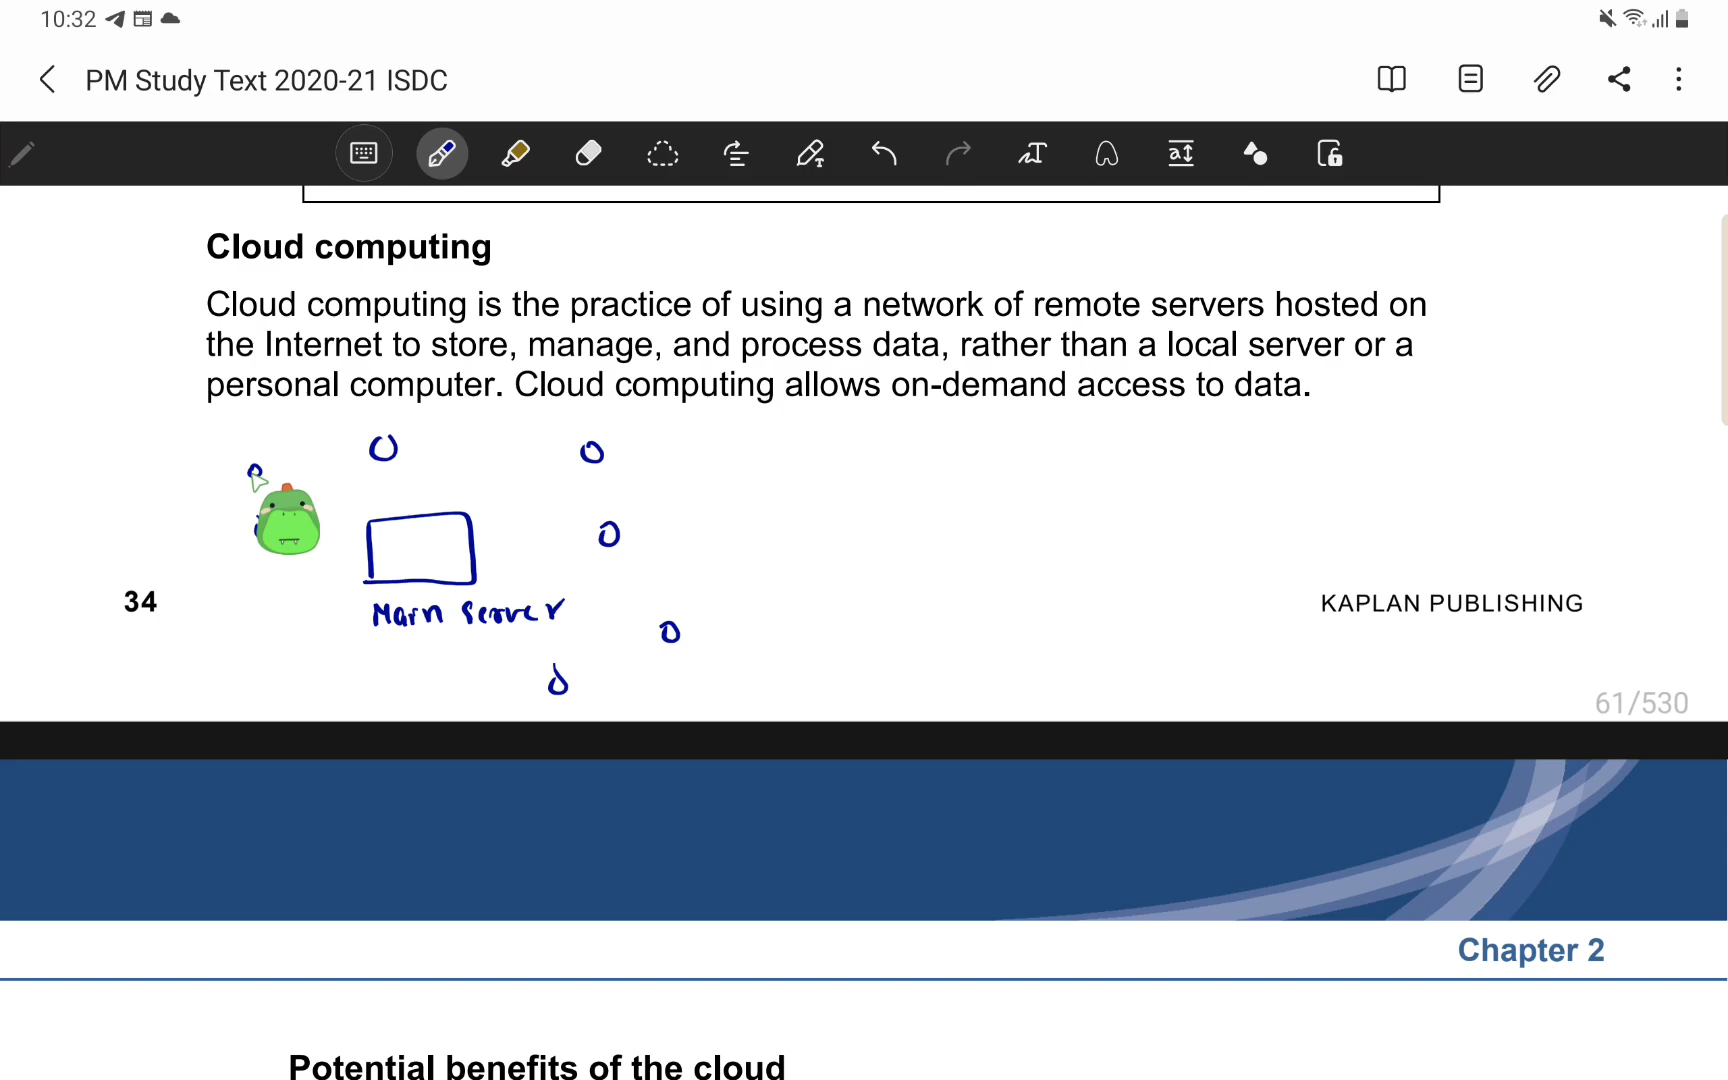 10:32
PM Study Text 2020-21 ISDC
Cloud computing
Cloud computing is the practice of using a network of remote servers hosted on
the Internet to store, manage, and process data, rather than a local server or a
personal computer. Cloud computing allows on-demand access to data.
Main Server
34
KAPLAN PUBLISHING
61/530
Chapter 2
Potential benefits of the cloud